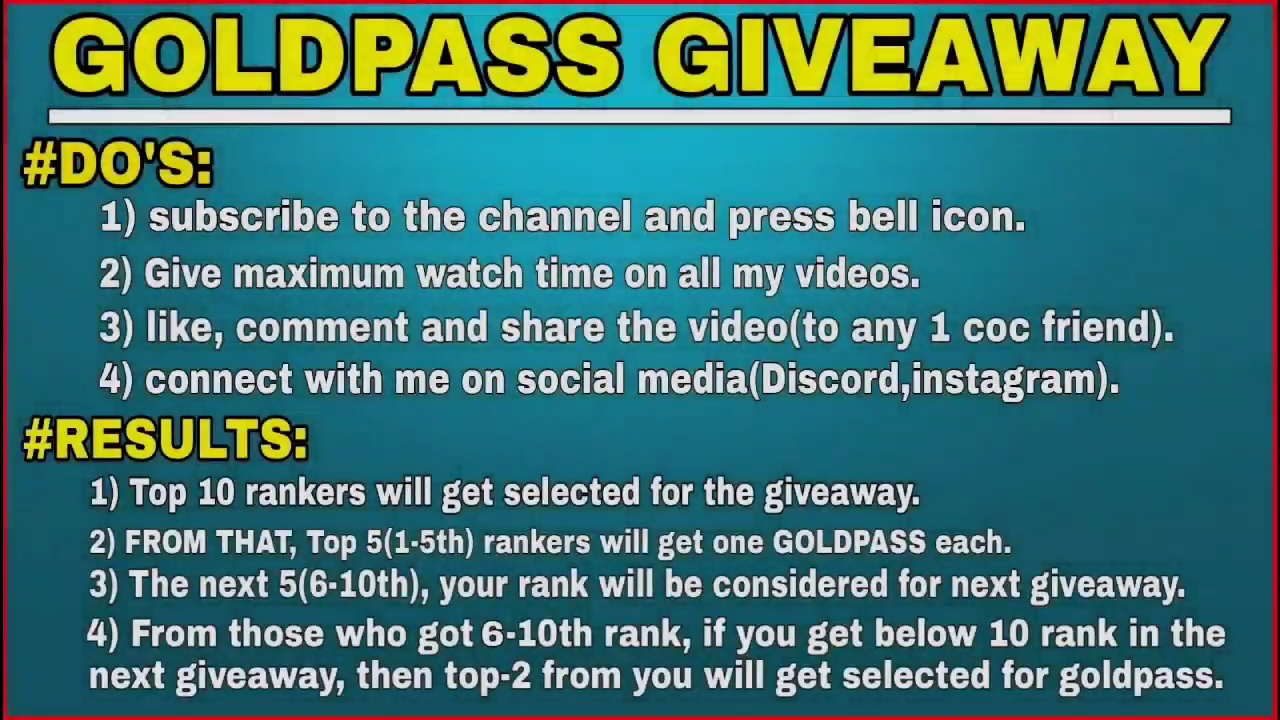 GOLDPASS GIVEAWAY
#DO'S:
1) subscribe to the channel and press bell icon.
2) Give maximum watch time on all my videos.
3) like, comment and share the video(to any 1 coc friend).
4) connect with me on social media(Discord,instagram).
#RESULTS:
1) Top 10 rankers will get selected for the giveaway.
2) FROM THAT, Top 5(1-5th) rankers will get one GOLDPASS each.
3) The next 5(6-10th), your rank will be considered for next giveaway.
4) From those who got 6-10th rank, if you get below 10 rank in the
next giveaway, then top-2 from you will get selected for goldpass.